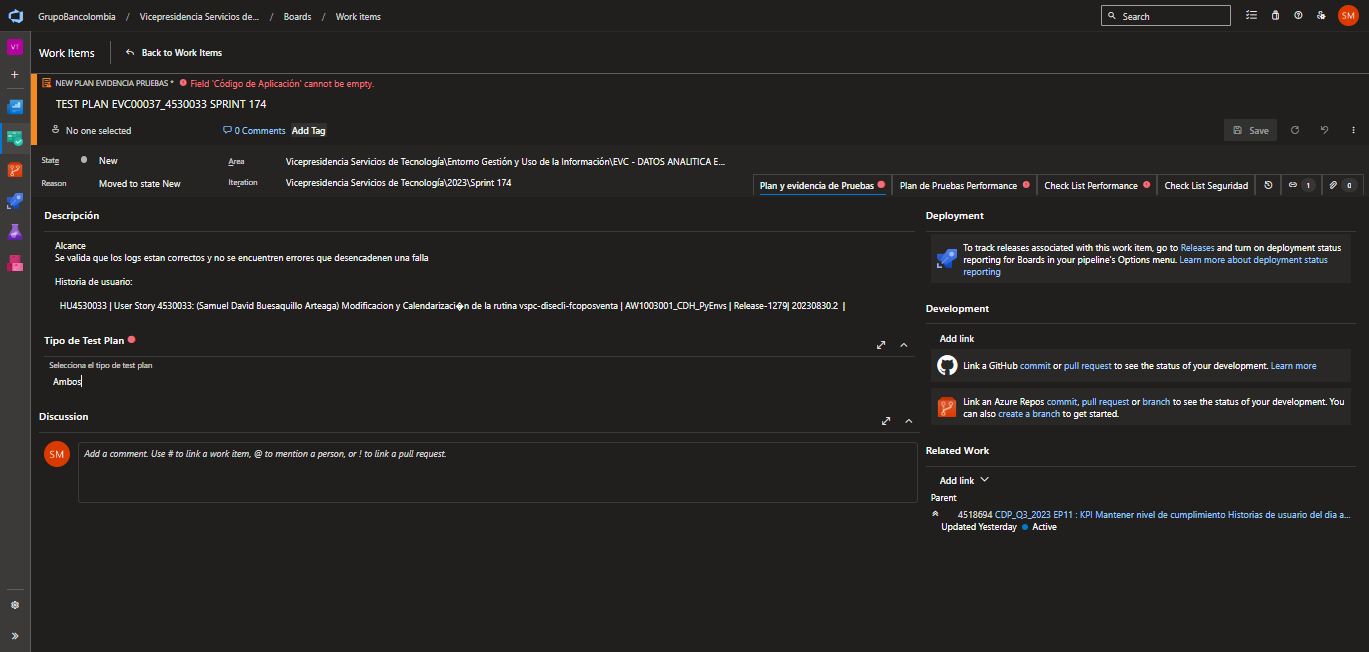 GrupoBancolombia / Vicepresidencia Servicios de... / Boards / Work items
Search
SM
VT
Work Items
Back to Work Items
NEW PLAN EVIDENCIA PRUEBAS * Field 'Código de Aplicación' cannot be empty.
TEST PLAN EVC00037_4530033 SPRINT 174
No one selected
0 Comments
Add Tag
Save
State
New
Area
Vicepresidencia Servicios de Tecnología\Entorno Gestión y Uso de la Información\EVC - DATOS ANALITICA E...
Reason
Moved to state New
Iteration
Vicepresidencia Servicios de Tecnología\2023\Sprint 174
Plan y evidencia de Pruebas
Plan de Pruebas Performance
Check List Performance
Check List Seguridad
1
0
Descripción
Alcance
Se valida que los logs estan correctos y no se encuentren errores que desencadenen una falla
Historia de usuario:
HU4530033 | User Story 4530033: (Samuel David Buesaquillo Arteaga) Modificacion y Calendarizaci�n de la rutina vspc-disecli-fcoposventa | AW1003001_CDH_PyEnvs | Release-1279| 20230830.2 |
Tipo de Test Plan
Selecciona el tipo de test plan
Ambos
Discussion
SM
Add a comment. Use # to link a work item, @ to mention a person, or ! to link a pull request.
Deployment
To track releases associated with this work item, go to Releases and turn on deployment status
reporting for Boards in your pipeline's Options menu. Learn more about deployment status
reporting
Development
Add link
Link a GitHub commit or pull request to see the status of your development. Learn more
Link an Azure Repos commit, pull request or branch to see the status of your development. You
can also create a branch to get started.
Related Work
Add link
Parent
4518694 CDP_Q3_2023 EP11 : KPI Mantener nivel de cumplimiento Historias de usuario del día a...
Updated Yesterday Active